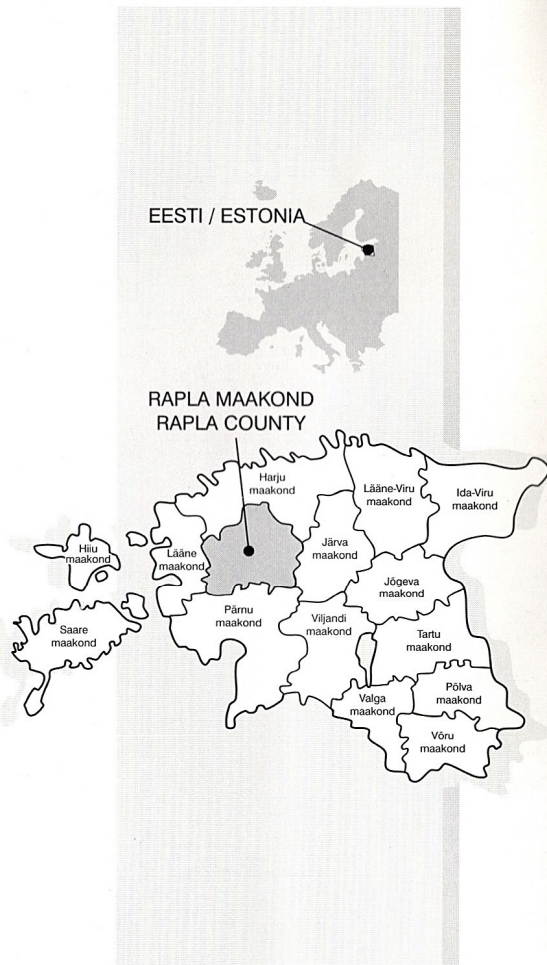 EESTI / ESTONIA
RAPLA MAAKOND
RAPLA COUNTY
Harju
maakond
Lääne-Viru
maakond
Ida-Viru
maakond
Hiiu
maakond
Lääne
maakond
Järva
maakond
Jõgeva
maakond
Saare
maakond
Pärnu
maakond
Viljandi
maakond
Tartu
maakond
Valga
maakond
Põlva
maakond
Võru
maakond